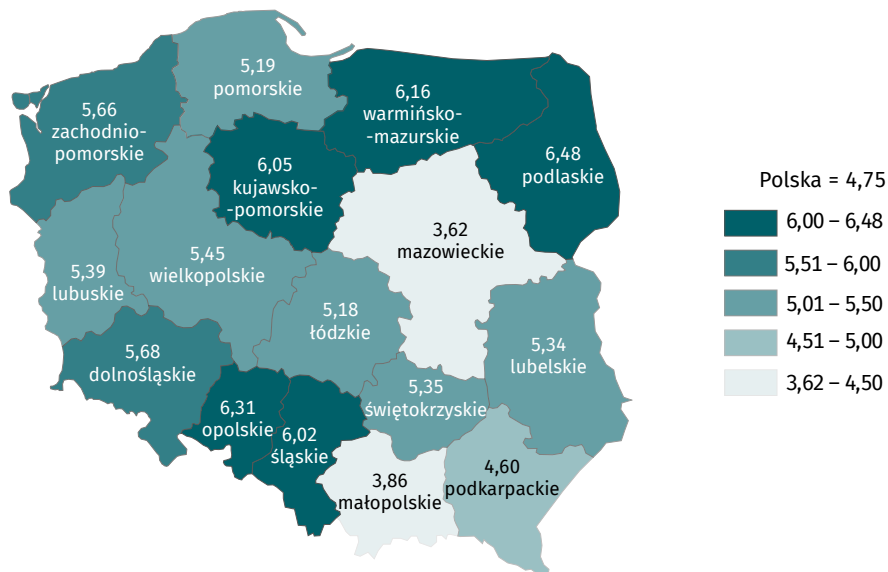 5,19
pomorskie
5,66
zachodnio-
pomorskie
6,16
warmińsko-
-mazurskie
6,48
podlaskie
6,05
kujawsko-
-pomorskie
3,62
mazowieckie
5,39
lubuskie
5,45
wielkopolskie
5,18
łódzkie
5,34
lubelskie
5,68
dolnośląskie
6,31
opolskie
6,02
śląskie
5,35
świętokrzyskie
3,86
małopolskie
4,60
podkarpackie
Polska = 4,75
6,00 – 6,48
5,51 – 6,00
5,01 – 5,50
4,51 – 5,00
3,62 – 4,50